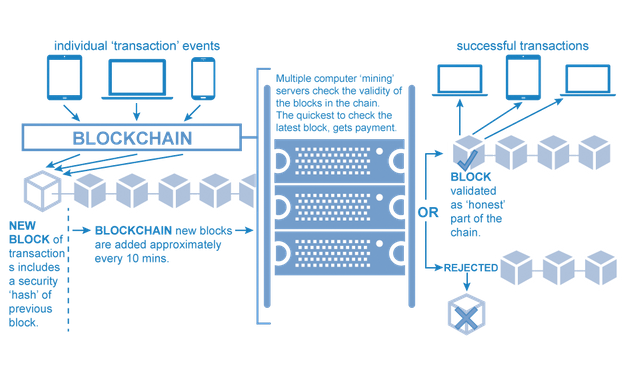 individual ‘transaction’ events
BLOCKCHAIN
NEW
BLOCK of
transaction
s includes
a security
‘hash’ of
previous
block.
BLOCKCHAIN new blocks
are added approximately
every 10 mins.
Multiple computer ‘mining’
servers check the validity of
the blocks in the chain.
The quickest to check the
latest block, gets payment.
successful transactions
OR
BLOCK
validated
as ‘honest’
part of the
chain.
REJECTED